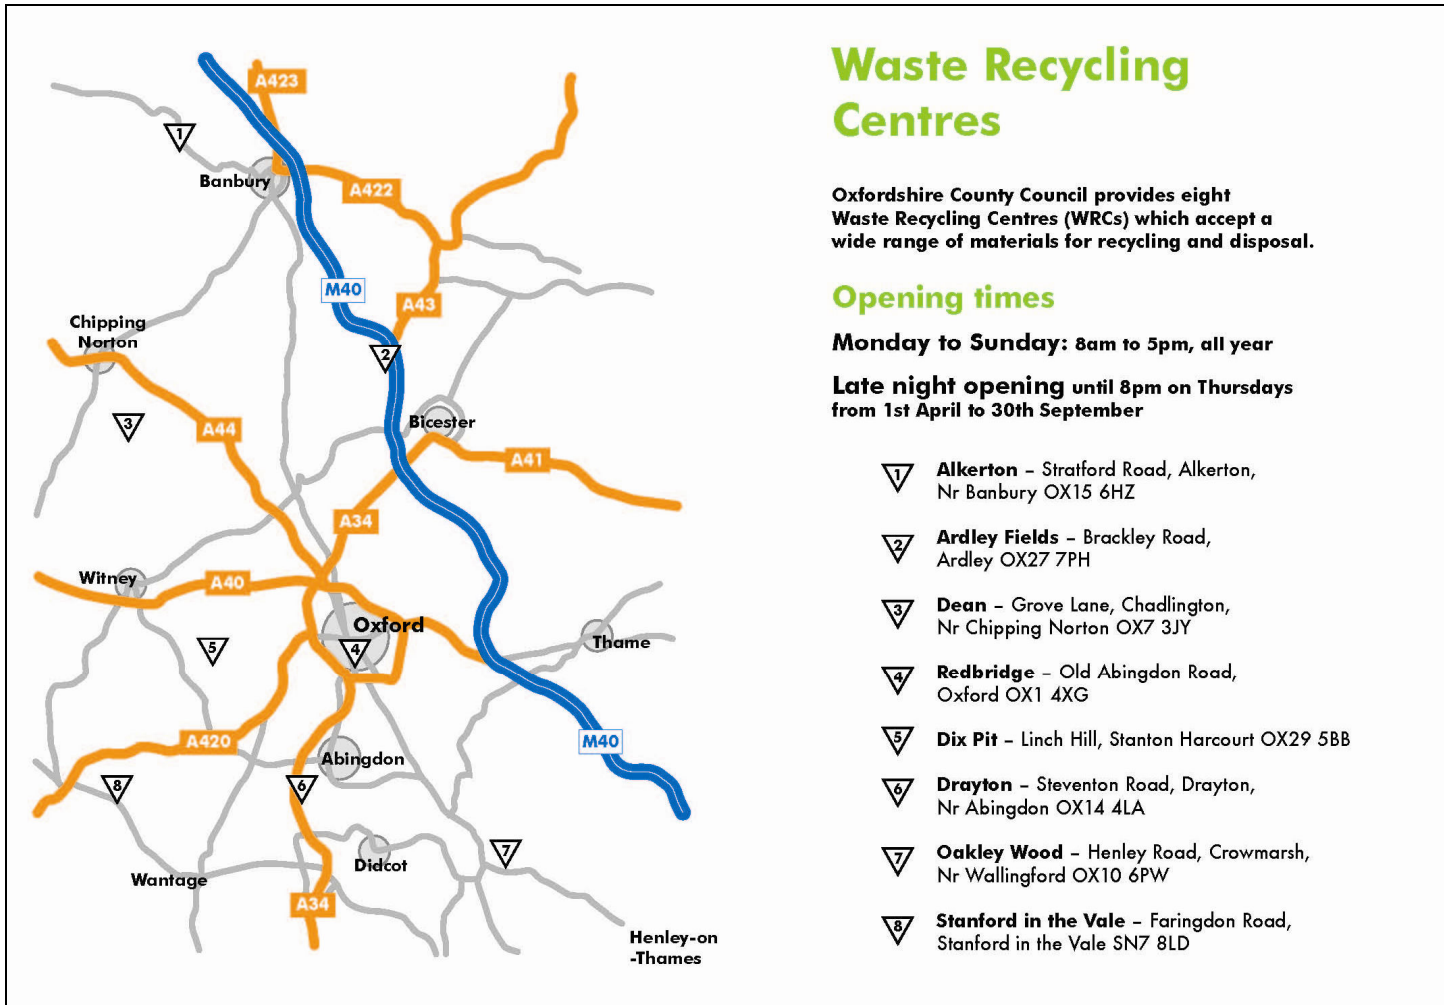 A423
1
Banbury
A422
M40
A43
Chipping
Norton
2
3
A44
Bicester
A41
A34
Witney
A40
Oxford
5
4
Thame
A420
M40
Abingdon
8
6
7
Didcot
Wantage
A34
Henley-on
-Thames
Waste Recycling
Centres
Oxfordshire County Council provides eight
Waste Recycling Centres (WRCs) which accept a
wide range of materials for recycling and disposal.
Opening times
Monday to Sunday: 8am to 5pm, all year
Late night opening until 8pm on Thursdays
from 1st April to 30th September
1 Alkerton – Stratford Road, Alkerton,
Nr Banbury OX15 6HZ
2 Ardley Fields – Brackley Road,
Ardley OX27 7PH
3 Dean – Grove Lane, Chadlington,
Nr Chipping Norton OX7 3JY
4 Redbridge – Old Abingdon Road,
Oxford OX1 4XG
5 Dix Pit – Linch Hill, Stanton Harcourt OX29 5BB
6 Drayton – Steventon Road, Drayton,
Nr Abingdon OX14 4LA
7 Oakley Wood – Henley Road, Crowmarsh,
Nr Wallingford OX10 6PW
8 Stanford in the Vale – Faringdon Road,
Stanford in the Vale SN7 8LD